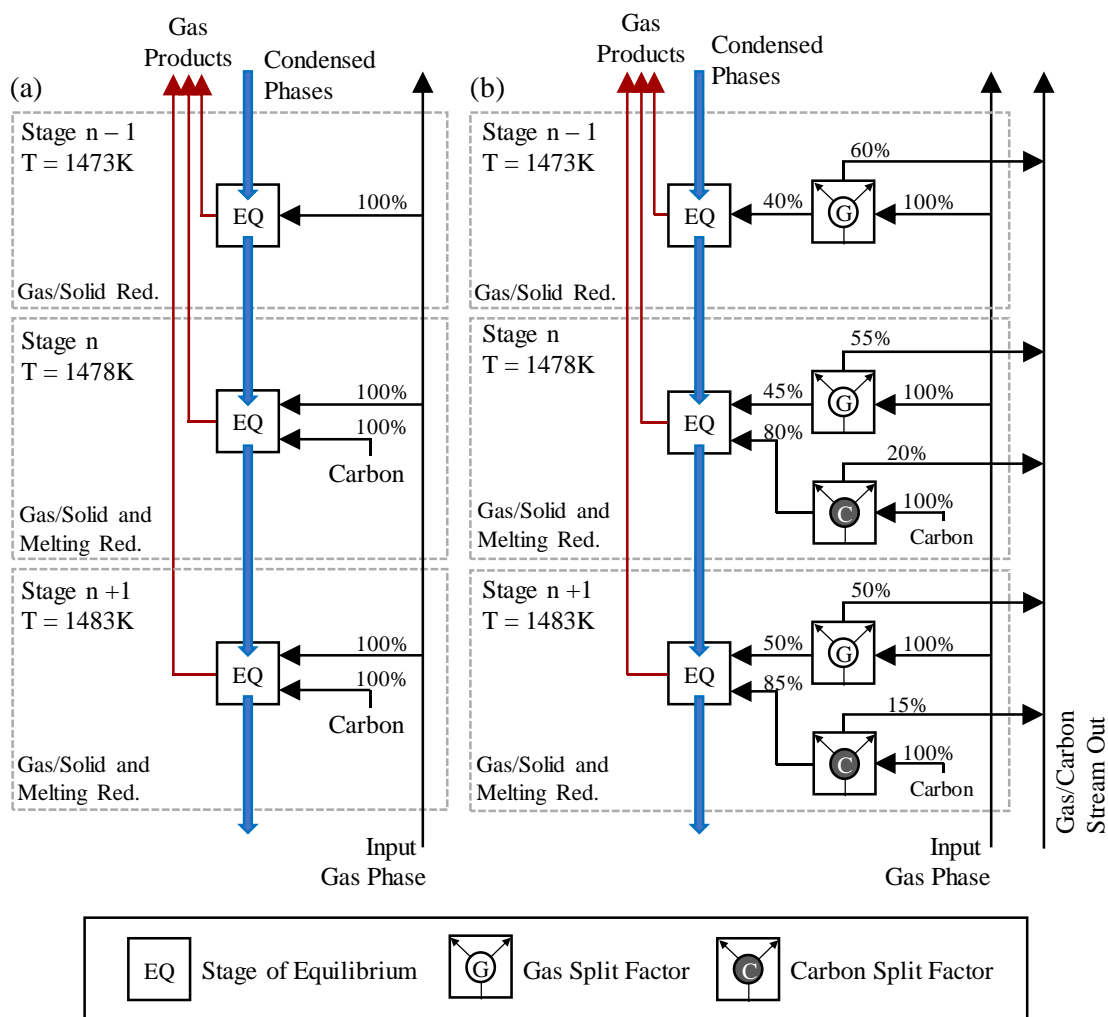 (a)
Gas
Products
Condensed
Phases
Stage n – 1
T = 1473K
EQ
100%
Gas/Solid Red.
Stage n
T = 1478K
EQ
100%
100%
Carbon
Gas/Solid and
Melting Red.
Stage n +1
T = 1483K
EQ
100%
100%
Carbon
Gas/Solid and
Melting Red.
Input
Gas Phase
(b)
Gas
Products
Condensed
Phases
Stage n – 1
T = 1473K
60%
EQ
40%
G
100%
Gas/Solid Red.
Stage n
T = 1478K
55%
EQ
45%
G
100%
80%
20%
C
100%
Carbon
Gas/Solid and
Melting Red.
Stage n +1
T = 1483K
50%
EQ
50%
G
100%
85%
15%
C
100%
Carbon
Gas/Solid and
Melting Red.
Input
Gas Phase
Gas/Carbon
Stream Out
EQ
Stage of Equilibrium
G
Gas Split Factor
C
Carbon Split Factor